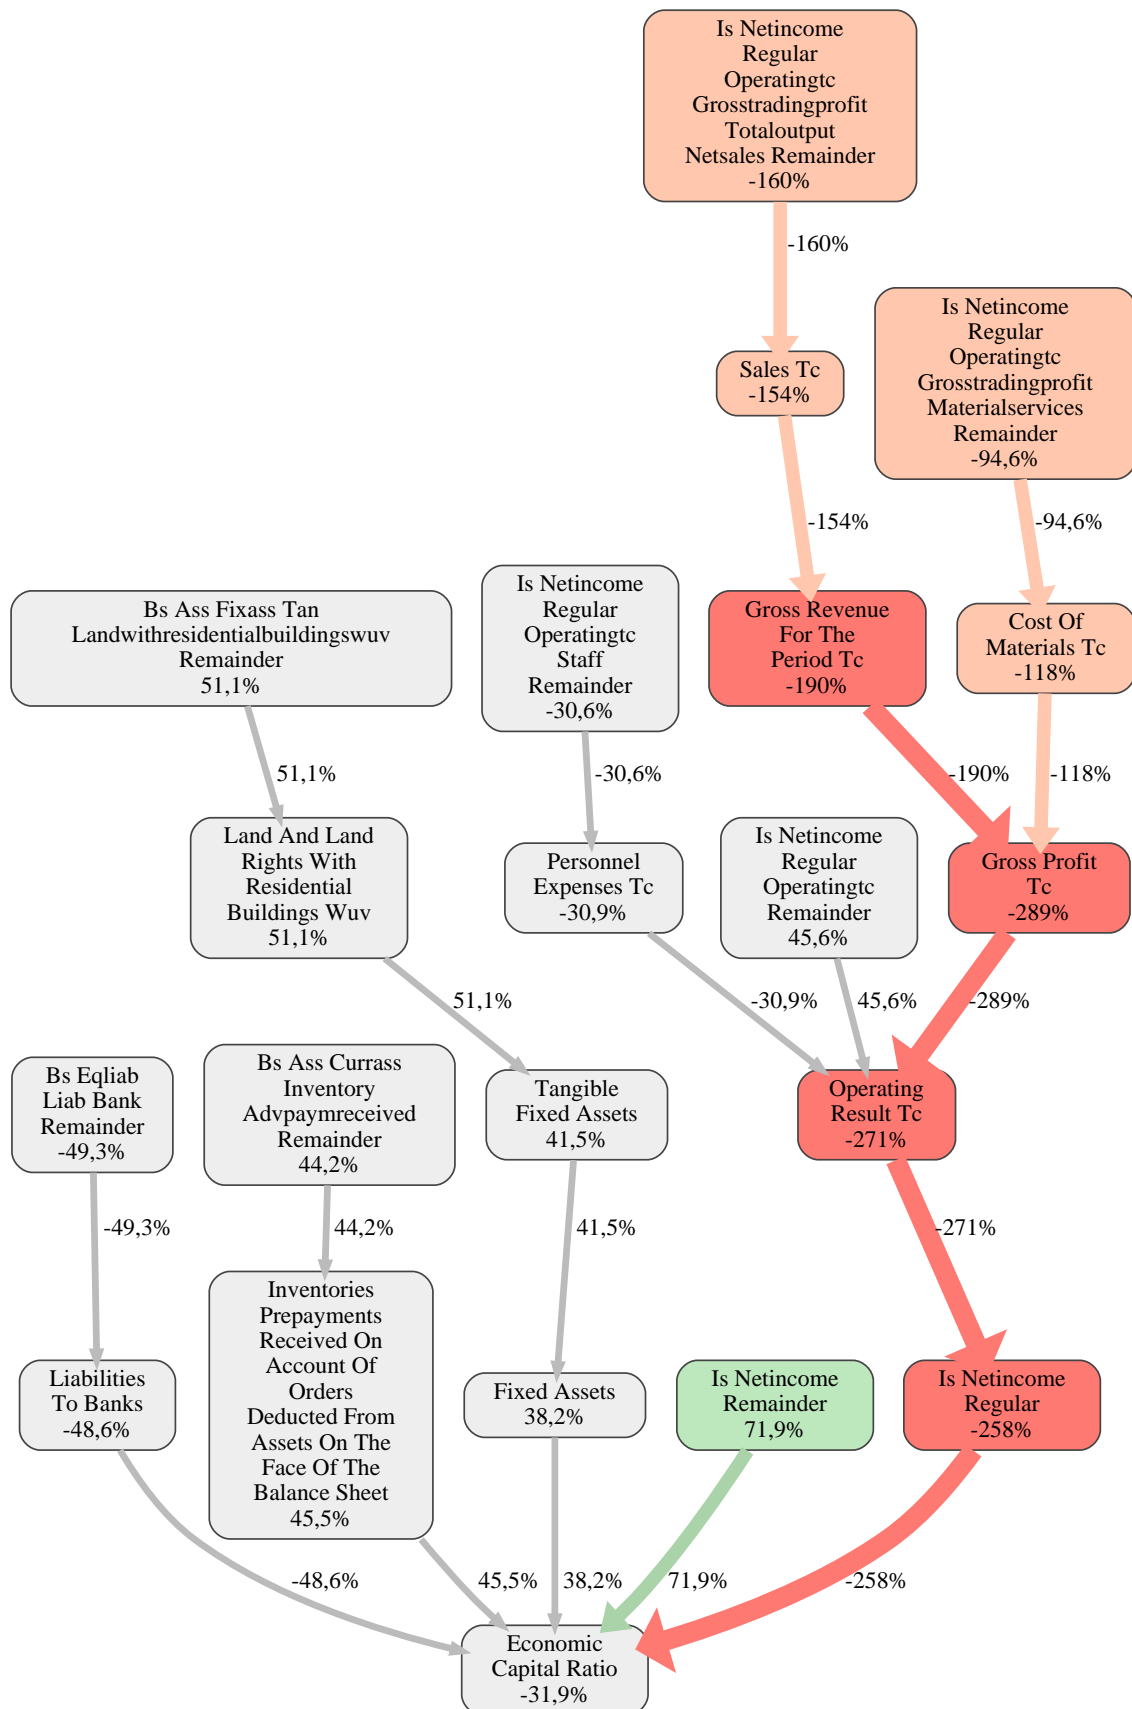 Is Netincome
Regular
Operatingtc
Grosstradingprofit
Totaloutput
Netsales Remainder
-160%
-160%
Is Netincome
Regular
Operatingtc
Grosstradingprofit
Materialservices
Remainder
-94,6%
Sales Tc
-154%
-154%
-94,6%
Bs Ass Fixass Tan
Landwithresidentialbuildingswuv
Remainder
51,1%
Is Netincome
Regular
Operatingtc
Staff
Remainder
-30,6%
Gross Revenue
For The
Period Tc
-190%
Cost Of
Materials Tc
-118%
51,1%
-30,6%
-190%
-118%
Land And Land
Rights With
Residential
Buildings Wuv
51,1%
Personnel
Expenses Tc
-30,9%
Is Netincome
Regular
Operatingtc
Remainder
45,6%
Gross Profit
Tc
-289%
51,1%
-30,9%
45,6%
-289%
Bs Eqliab
Liab Bank
Remainder
-49,3%
Bs Ass Currass
Inventory
Advpaymreceived
Remainder
44,2%
Tangible
Fixed Assets
41,5%
Operating
Result Tc
-271%
-49,3%
44,2%
41,5%
-271%
Liabilities
To Banks
-48,6%
Inventories
Prepayments
Received On
Account Of
Orders
Deducted From
Assets On The
Face Of The
Balance Sheet
45,5%
Fixed Assets
38,2%
Is Netincome
Remainder
71,9%
Is Netincome
Regular
-258%
-48,6%
45,5%
38,2%
71,9%
-258%
Economic
Capital Ratio
-31,9%